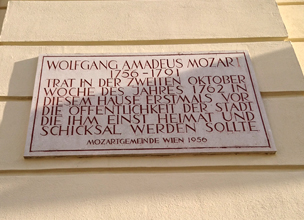 WOLFGANG AMADEUS MOZART
1756-1791
TRAT IN DER ZWEITEN OKTOBER
WOCHE DES JAHRES 1762 IN
DIESEM HAUSE ERSTMALS VOR
DIE ÖFFENTLICHKEIT DER STADT
DIE IHM EINST HEIMAT UND
SCHICKSAL WERDEN SOLLTE
MOZARTGEMEINDE WIEN 1956